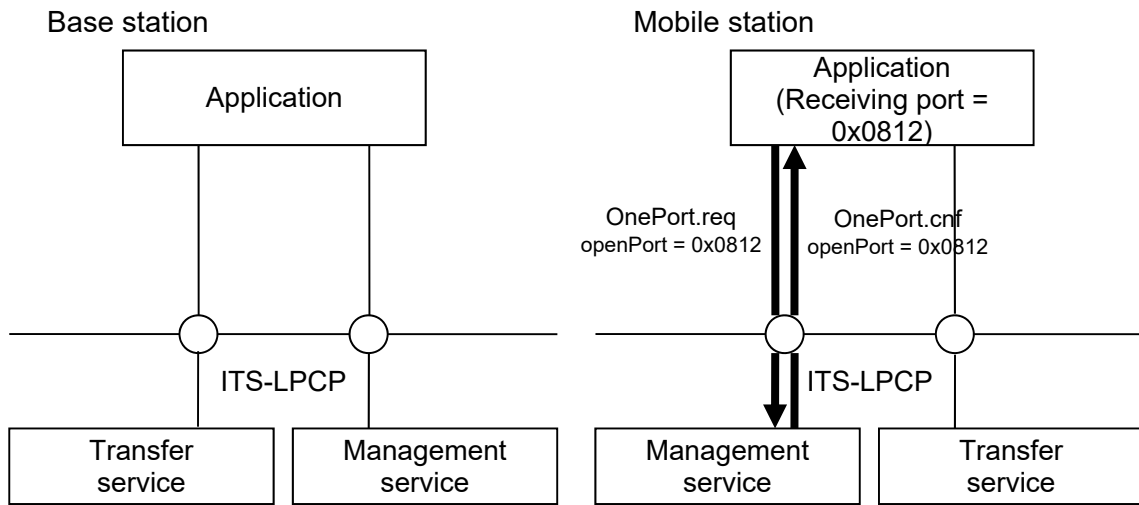 Base station
Application
ITS-LPCP
Transfer
service
Management
service
Mobile station
Application
(Receiving port =
0x0812)
OnePort.req
openPort = 0x0812
OnePort.cnf
openPort = 0x0812
ITS-LPCP
Management
service
Transfer
service